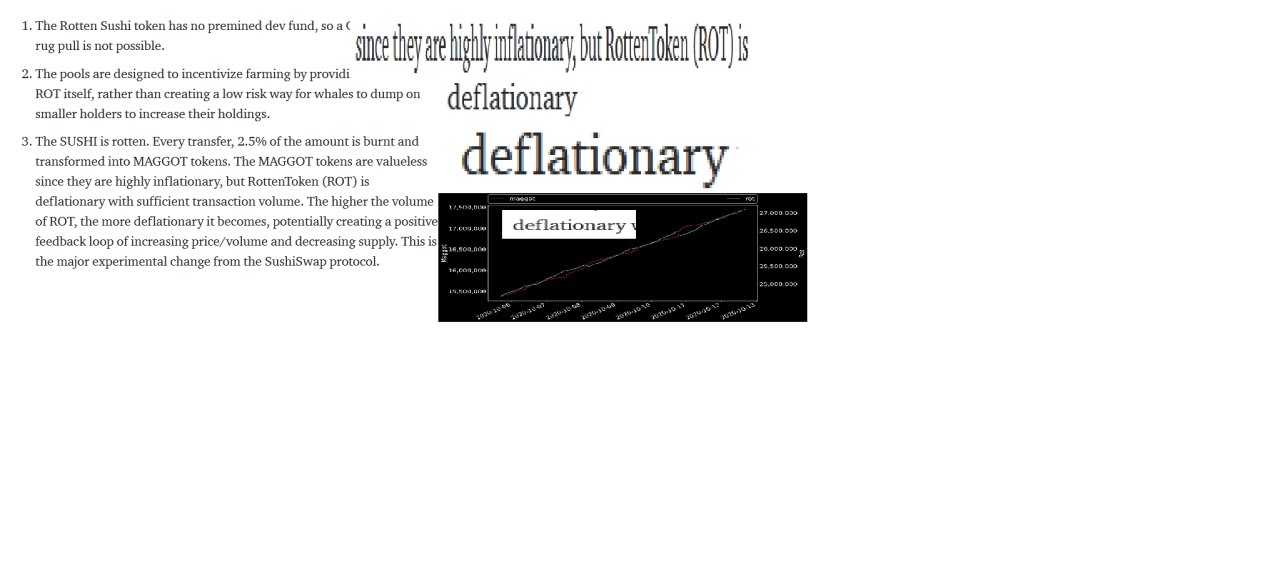 1. The Rotten Sushi token has no premined dev fund, so a
rug pull is not possible.
2. The pools are designed to incentivize farming by providi
ROT itself, rather than creating a low risk way for whales to dump on
smaller holders to increase their holdings.
3. The SUSHI is rotten. Every transfer, 2.5% of the amount is burnt and
transformed into MAGGOT tokens. The MAGGOT tokens are valueless
since they are highly inflationary, but RottenToken (ROT) is
deflationary with sufficient transaction volume. The higher the volume
of ROT, the more deflationary it becomes, potentially creating a positive
feedback loop of increasing price/volume and decreasing supply. This is
the major experimental change from the SushiSwap protocol.
since they are highly inflationary, but RottenToken (ROT) is
deflationary
deflationary
maggot
rot
17,500,000
17,000,000
16,500,000
16,000,000
15,500,000
Maggot
deflationary
27,000,000
26,500,000
26,000,000
25,500,000
25,000,000
Rot
2020-10-06
2020-10-07
2020-10-08
2020-10-09
2020-10-10
2020-10-11
2020-10-12
2020-10-13